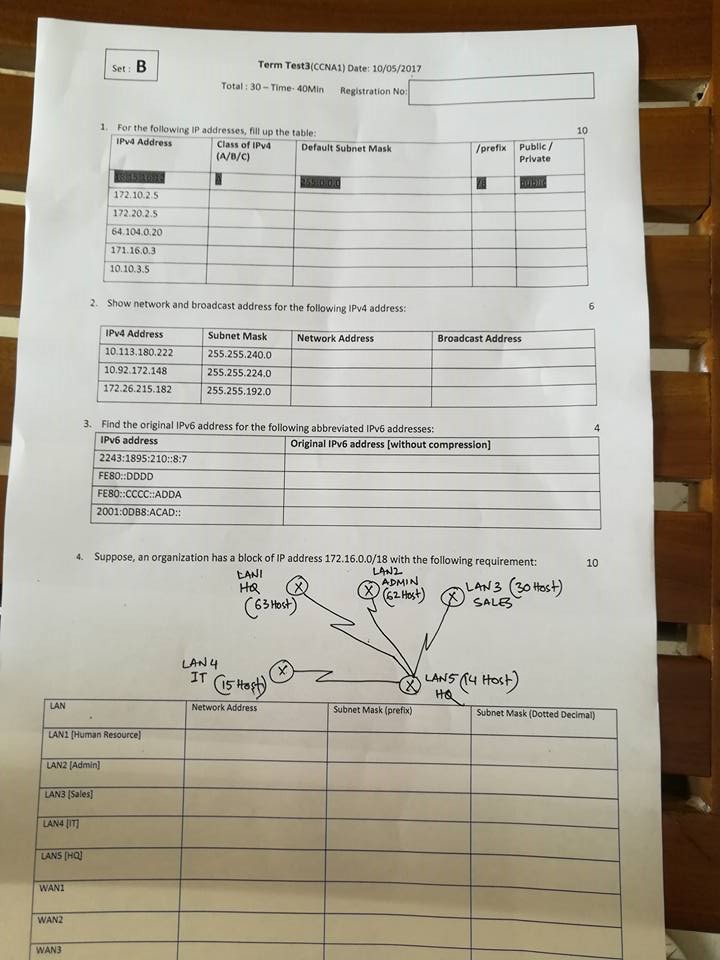 Set : B
Term Test3(CCNA1) Date: 10/05/2017
Total : 30 – Time- 40Min Registration No:
1. For the following IP addresses, fill up the table: 10
IPv4 Address Class of IPv4 (A/B/C) Default Subnet Mask /prefix Public / Private
255.0.0.0 /8 public
172.10.2.5
172.20.2.5
64.104.0.20
171.16.0.3
10.10.3.5
2. Show network and broadcast address for the following IPv4 address: 6
IPv4 Address Subnet Mask Network Address Broadcast Address
10.113.180.222 255.255.240.0
10.92.172.148 255.255.224.0
172.26.215.182 255.255.192.0
3. Find the original IPv6 address for the following abbreviated IPv6 addresses: 4
IPv6 address Original IPv6 address [without compression]
2243:1895:210::8:7
FE80::DDDD
FE80::CCCC::ADDA
2001:0DB8:ACAD::
4. Suppose, an organization has a block of IP address 172.16.0.0/18 with the following requirement: 10
LAN1
HQ
(63 Host)
LAN2
ADMIN
(62 Host)
LAN3 (30 Host)
SALES
LAN4
IT (15 Host)
LAN5 (14 Host)
HQ
LAN Network Address Subnet Mask (prefix) Subnet Mask (Dotted Decimal)
LAN1 [Human Resource]
LAN2 [Admin]
LAN3 [Sales]
LAN4 [IT]
LAN5 [HQ]
WAN1
WAN2
WAN3